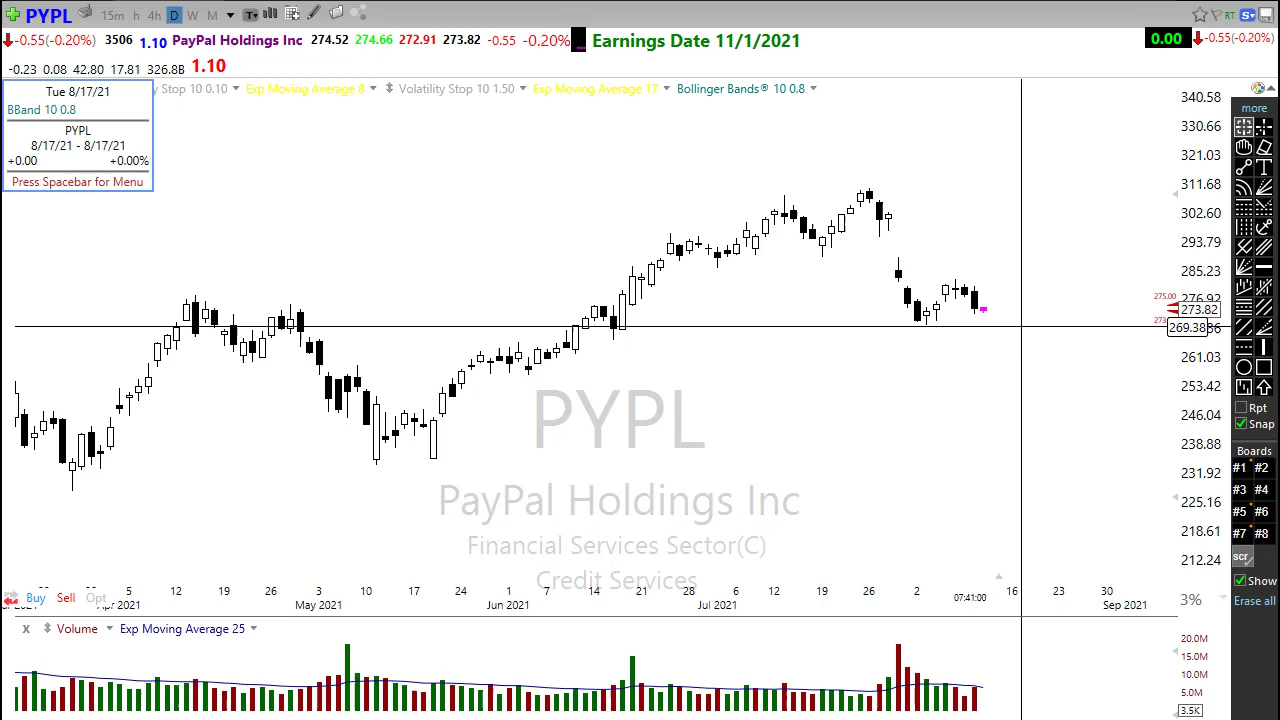 PYPL 15m h 4h D W M T RT S
-0.55(-0.20%) 3506 1.10 PayPal Holdings Inc 274.52 274.66 272.91 273.82 -0.55 -0.20% Earnings Date 11/1/2021 0.00 -0.55(-0.20%)
-0.23 0.08 42.80 17.81 326.8B 1.10
Tue 8/17/21
BBand 10 0.8
PYPL
8/17/21 - 8/17/21
+0.00 +0.00%
Press Spacebar for Menu
y Stop 10 0.10 Exp Moving Average 8 Volatility Stop 10 1.50 Exp Moving Average 17 Bollinger Bands® 10 0.8
340.58
330.66
321.03
311.68
302.60
293.79
285.23
276.92
275.00
273.82
273
269.38
261.03
253.42
246.04
238.88
231.92
225.16
218.61
212.24
3%
PYPL
PayPal Holdings Inc
Financial Services Sector(C)
Credit Services
5 12 19 26 3 10 17 24 1 7 14 28 6 12 19 26 2 07:41:00 16 23 30
Apr 2021 May 2021 Jun 2021 Jul 2021 Sep 2021
Buy Sell Opt
x Volume Exp Moving Average 25
20.0M
15.0M
10.0M
5.0M
3.5K
more
T
Rpt
Snap
Boards
#1 #2
#3 #4
#5 #6
#7 #8
scr
Show
Erase all